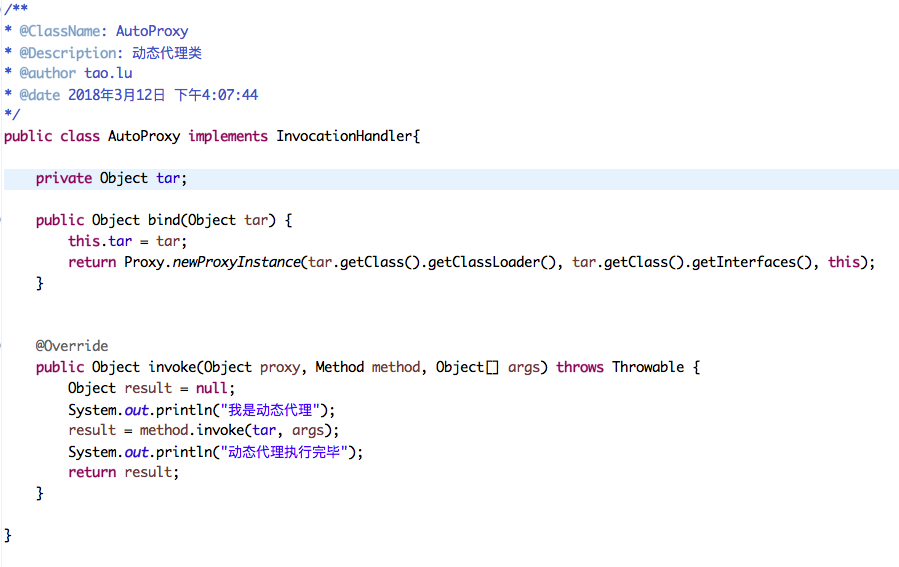 /**
* @ClassName: AutoProxy
* @Description: 动态代理类
* @author tao.lu
* @date 2018年3月12日 下午4:07:44
*/
public class AutoProxy implements InvocationHandler{
private Object tar;
public Object bind(Object tar) {
this.tar = tar;
return Proxy.newProxyInstance(tar.getClass().getClassLoader(), tar.getClass().getInterfaces(), this);
}
@Override
public Object invoke(Object proxy, Method method, Object[] args) throws Throwable {
Object result = null;
System.out.println("我是动态代理");
result = method.invoke(tar, args);
System.out.println("动态代理执行完毕");
return result;
}
}